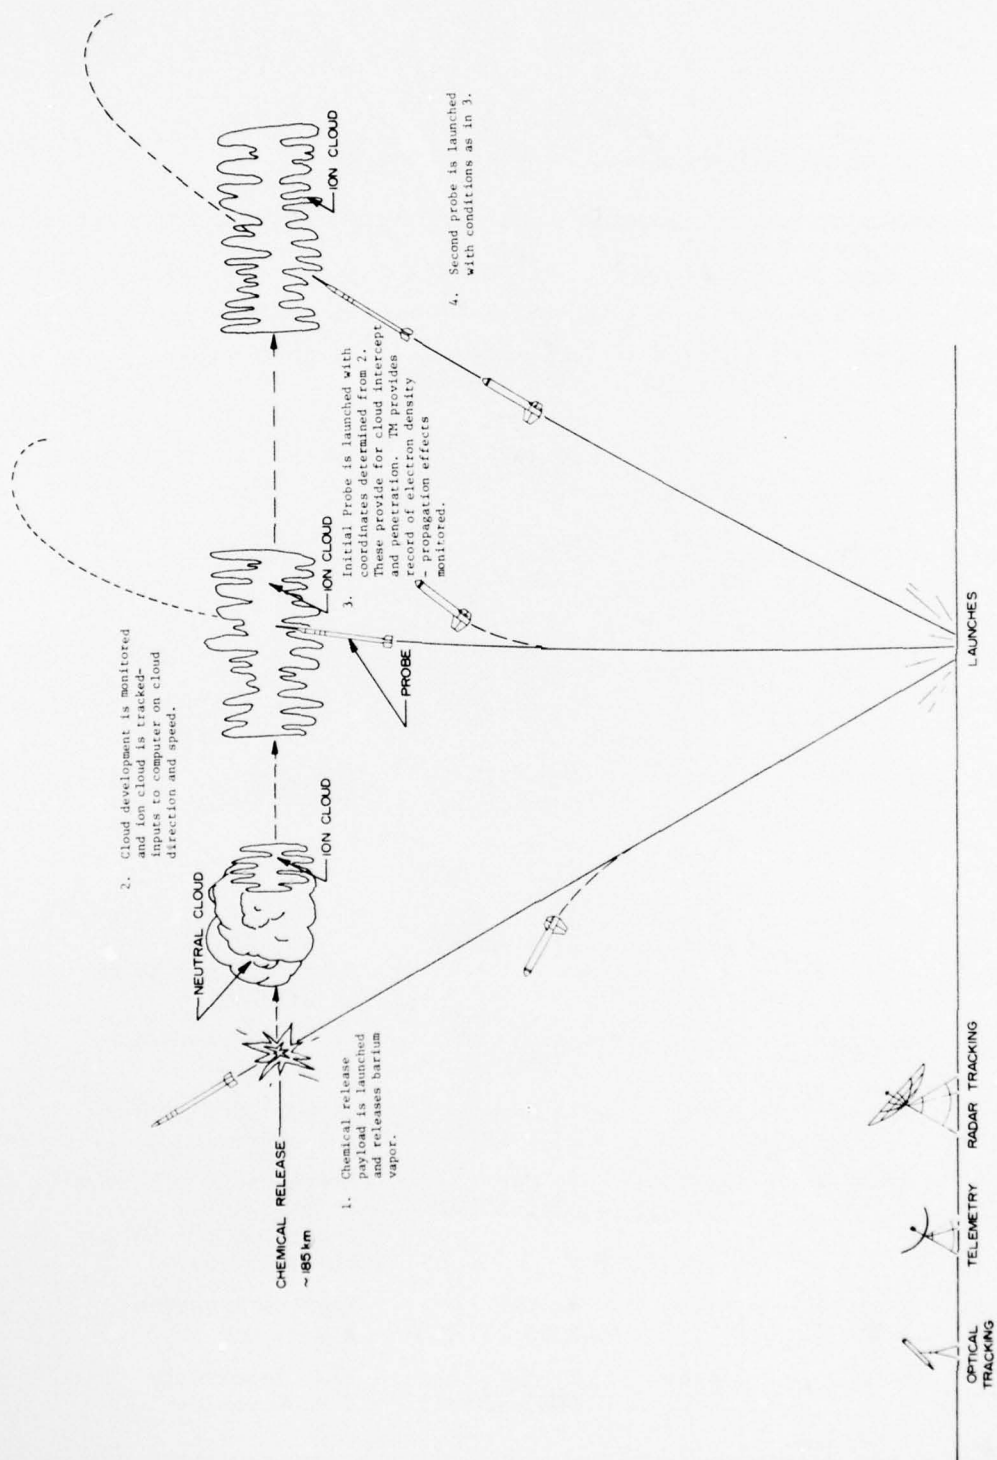 CHEMICAL RELEASE
~185 km
1. Chemical release
payload is launched
and releases barium
vapor.
NEUTRAL CLOUD
ION CLOUD
2. Cloud development is monitored
and ion cloud is tracked-
inputs to computer on cloud
direction and speed.
ION CLOUD
PROBE
3. Initial Probe is launched with
coordinates determined from 2.
These provide for cloud intercept
and penetration. TM provides
record of electron density
- propagation effects
monitored.
ION CLOUD
4. Second probe is launched
with conditions as in 3.
OPTICAL
TRACKING
TELEMETRY
RADAR TRACKING
LAUNCHES